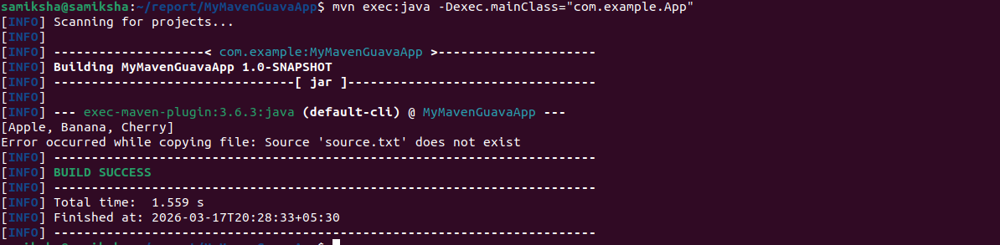 samiksha@samiksha:~/report/MyMavenGuavaApp$ mvn exec:java -Dexec.mainClass="com.example.App"
[INFO] Scanning for projects...
[INFO]
[INFO] --------------------< com.example:MyMavenGuavaApp >---------------------
[INFO] Building MyMavenGuavaApp 1.0-SNAPSHOT
[INFO] --------------------------------[ jar ]---------------------------------
[INFO]
[INFO] --- exec-maven-plugin:3.6.3:java (default-cli) @ MyMavenGuavaApp ---
[Apple, Banana, Cherry]
Error occurred while copying file: Source 'source.txt' does not exist
[INFO] ------------------------------------------------------------------------
[INFO] BUILD SUCCESS
[INFO] ------------------------------------------------------------------------
[INFO] Total time:  1.559 s
[INFO] Finished at: 2026-03-17T20:28:33+05:30
[INFO] ------------------------------------------------------------------------
samiksha@samiksha:~/report/MyMavenGuavaApp$